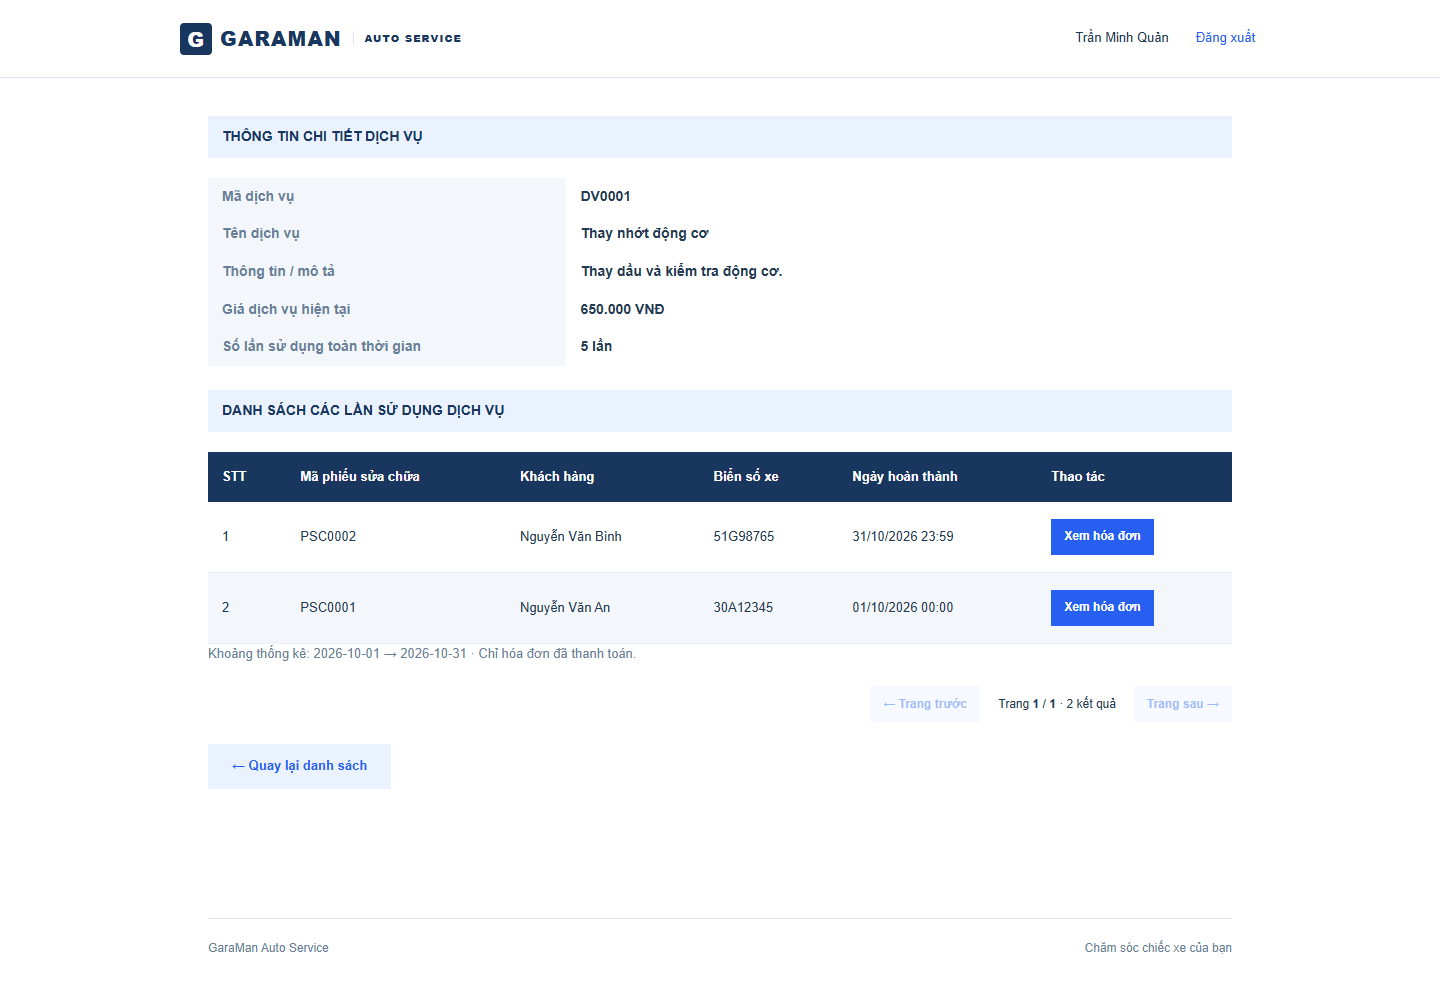 G GARAMAN AUTO SERVICE
Trần Minh Quản Đăng xuất
THÔNG TIN CHI TIẾT DỊCH VỤ
Mã dịch vụ DV0001
Tên dịch vụ Thay nhớt động cơ
Thông tin / mô tả Thay dầu và kiểm tra động cơ.
Giá dịch vụ hiện tại 650.000 VNĐ
Số lần sử dụng toàn thời gian 5 lần
DANH SÁCH CÁC LẦN SỬ DỤNG DỊCH VỤ
STT Mã phiếu sửa chữa Khách hàng Biển số xe Ngày hoàn thành Thao tác
1 PSC0002 Nguyễn Văn Bình 51G98765 31/10/2026 23:59 Xem hóa đơn
2 PSC0001 Nguyễn Văn An 30A12345 01/10/2026 00:00 Xem hóa đơn
Khoảng thống kê: 2026-10-01 → 2026-10-31 · Chỉ hóa đơn đã thanh toán.
← Trang trước Trang 1 / 1 · 2 kết quả Trang sau →
← Quay lại danh sách
GaraMan Auto Service Chăm sóc chiếc xe của bạn